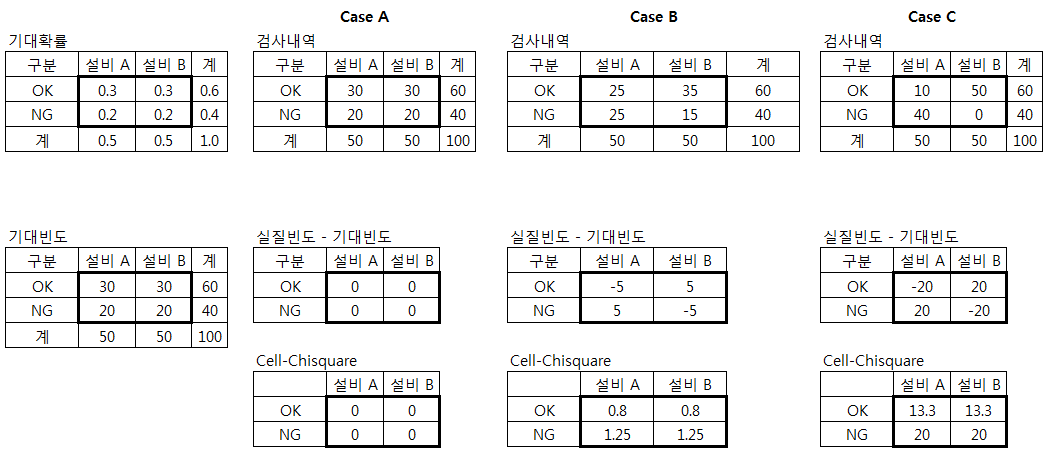 Case A Case B Case C
기대확률 검사내역 검사내역 검사내역
구분 설비 A 설비 B 계 구분 설비 A 설비 B 계 구분 설비 A 설비 B 계 구분 설비 A 설비 B 계
OK 0.3 0.3 0.6 OK 30 30 60 OK 25 35 60 OK 10 50 60
NG 0.2 0.2 0.4 NG 20 20 40 NG 25 15 40 NG 40 0 40
계 0.5 0.5 1.0 계 50 50 100 계 50 50 100 계 50 50 100
기대빈도 실질빈도 - 기대빈도 실질빈도 - 기대빈도 실질빈도 - 기대빈도
구분 설비 A 설비 B 계 구분 설비 A 설비 B 구분 설비 A 설비 B 구분 설비 A 설비 B
OK 30 30 60 OK 0 0 OK -5 5 OK -20 20
NG 20 20 40 NG 0 0 NG 5 -5 NG 20 -20
계 50 50 100
Cell-Chisquare Cell-Chisquare Cell-Chisquare
설비 A 설비 B 설비 A 설비 B 설비 A 설비 B
OK 0 0 OK 0.8 0.8 OK 13.3 13.3
NG 0 0 NG 1.25 1.25 NG 20 20